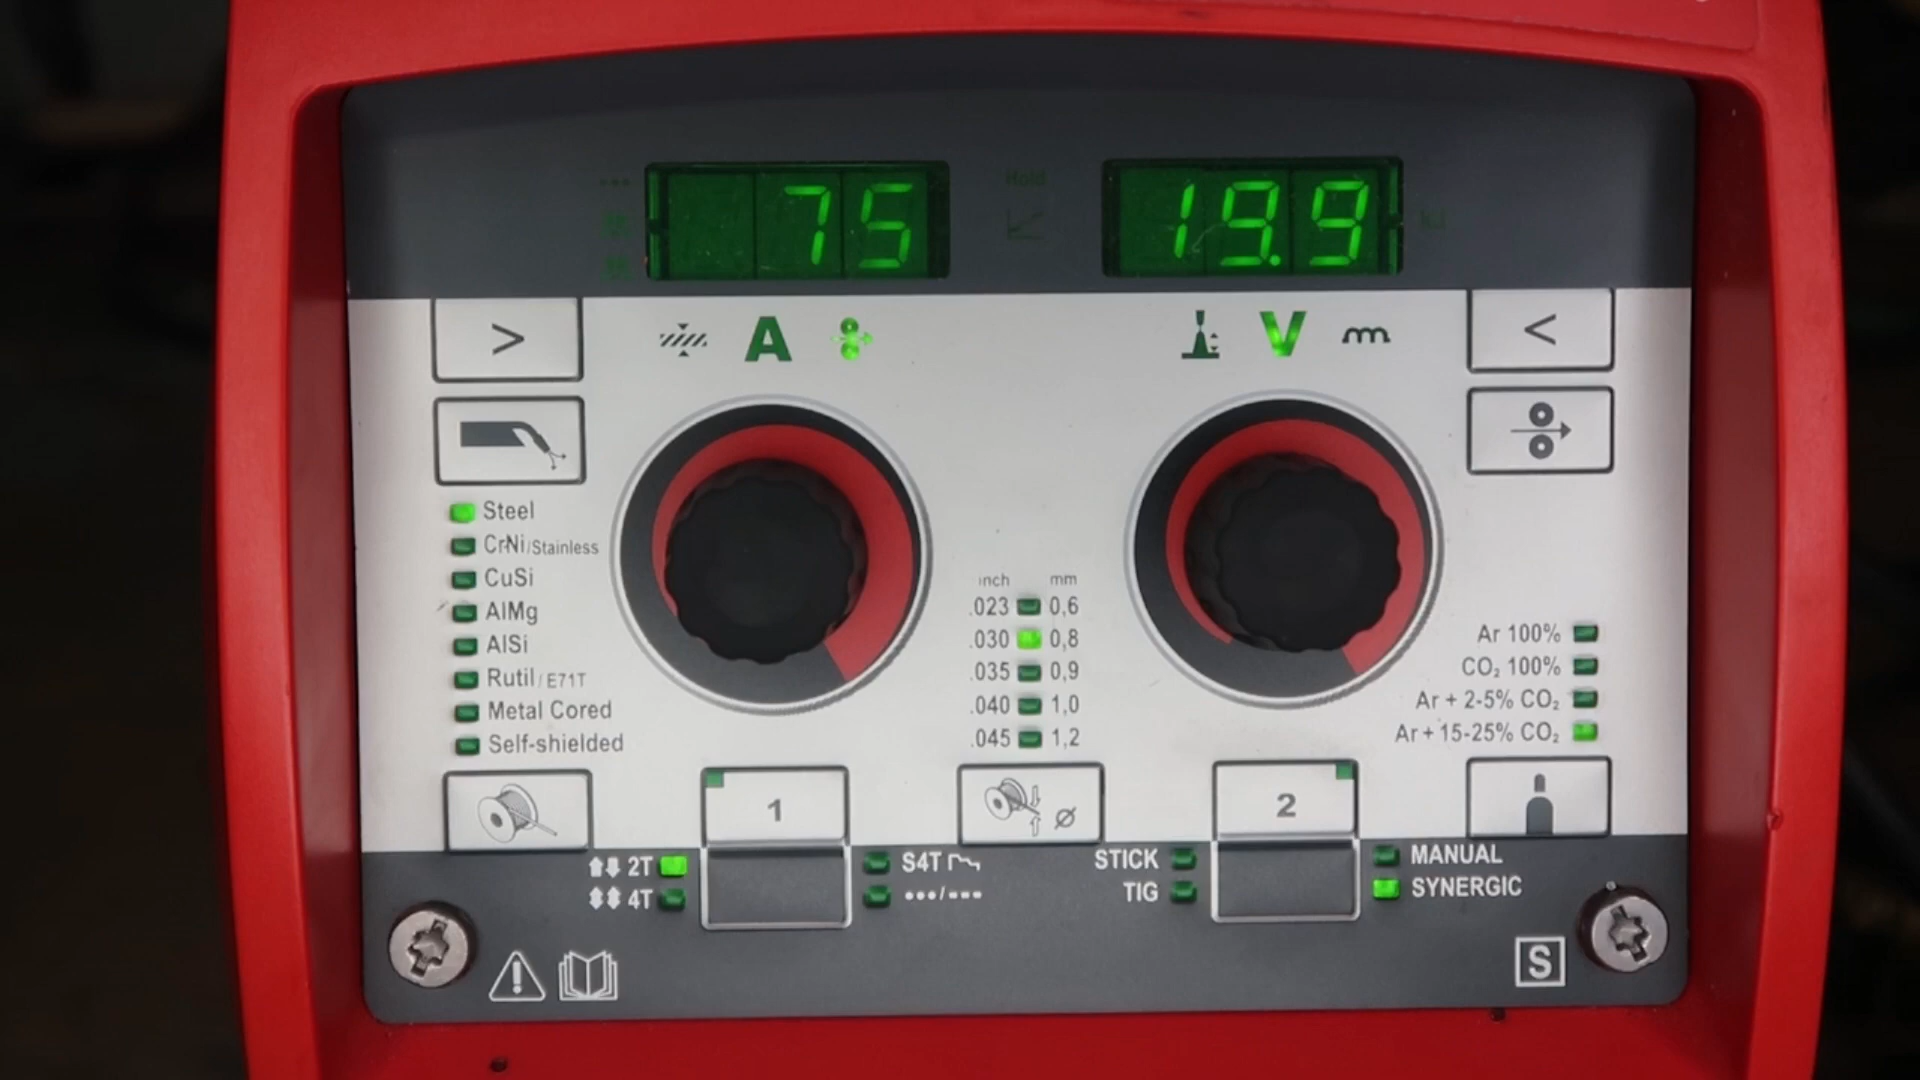 Hold
75
19.9
>
A
V
<
Steel
CrNi/Stainless
CuSi
AlMg
AlSi
Rutil/E71T
Metal Cored
Self-shielded
inch mm
.023 0,6
.030 0,8
.035 0,9
.040 1,0
.045 1,2
Ar 100%
CO₂ 100%
Ar + 2-5% CO₂
Ar + 15-25% CO₂
1
Ø
2
2T
4T
S4T
•••/---
STICK
TIG
MANUAL
SYNERGIC
S